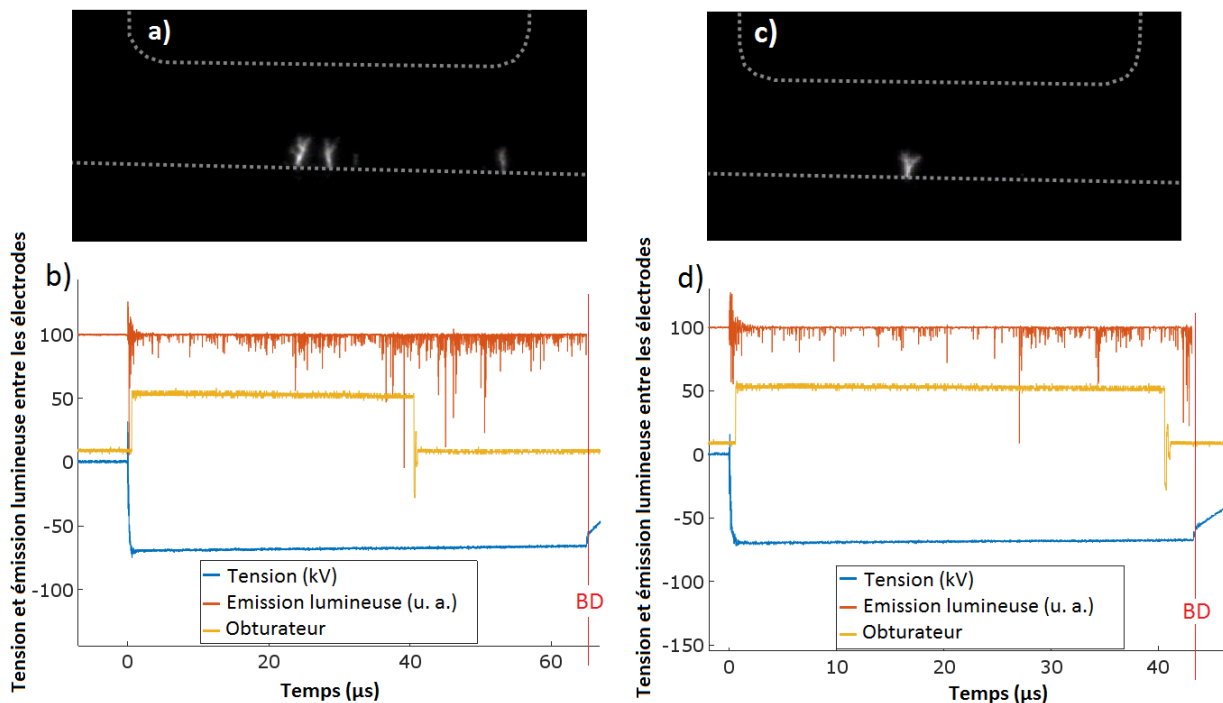 a)
c)
b)
Tension et émission lumineuse entre les électrodes
100
50
0
-50
-100
0
20
40
60
Temps (µs)
Tension (kV)
Emission lumineuse (u. a.)
Obturateur
BD
d)
Tension et émission lumineuse entre les électrodes
100
50
0
-50
-100
-150
0
10
20
30
40
Temps (µs)
Tension (kV)
Emission lumineuse (u. a.)
Obturateur
BD